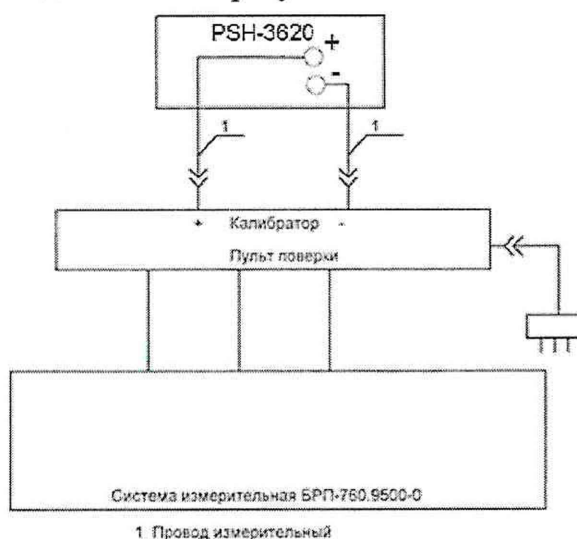 PSH-3620
+
-
1 1
+ Калибратор -
Пульт поверки
Система измерительная БРП-760.9500-0
1 Провод измерительный